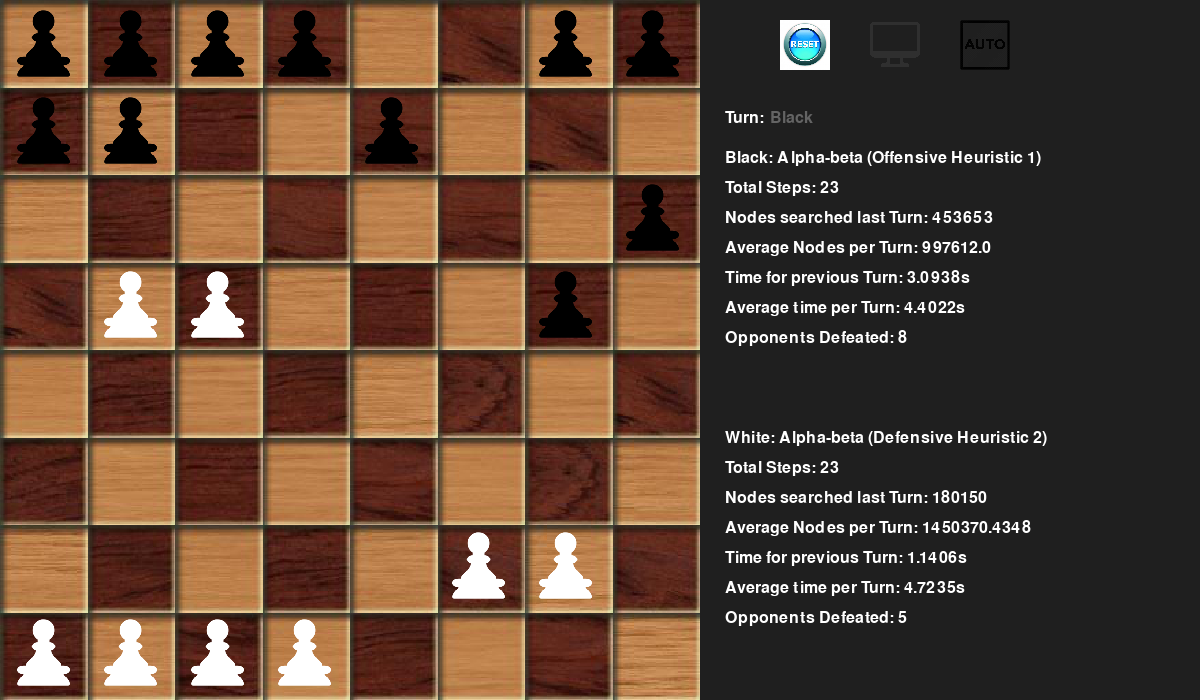 RESET
AUTO
Turn: Black
Black: Alpha-beta (Offensive Heuristic 1)
Total Steps: 23
Nodes searched last Turn: 453653
Average Nodes per Turn: 997612.0
Time for previous Turn: 3.0938s
Average time per Turn: 4.4022s
Opponents Defeated: 8
White: Alpha-beta (Defensive Heuristic 2)
Total Steps: 23
Nodes searched last Turn: 180150
Average Nodes per Turn: 1450370.4348
Time for previous Turn: 1.1406s
Average time per Turn: 4.7235s
Opponents Defeated: 5